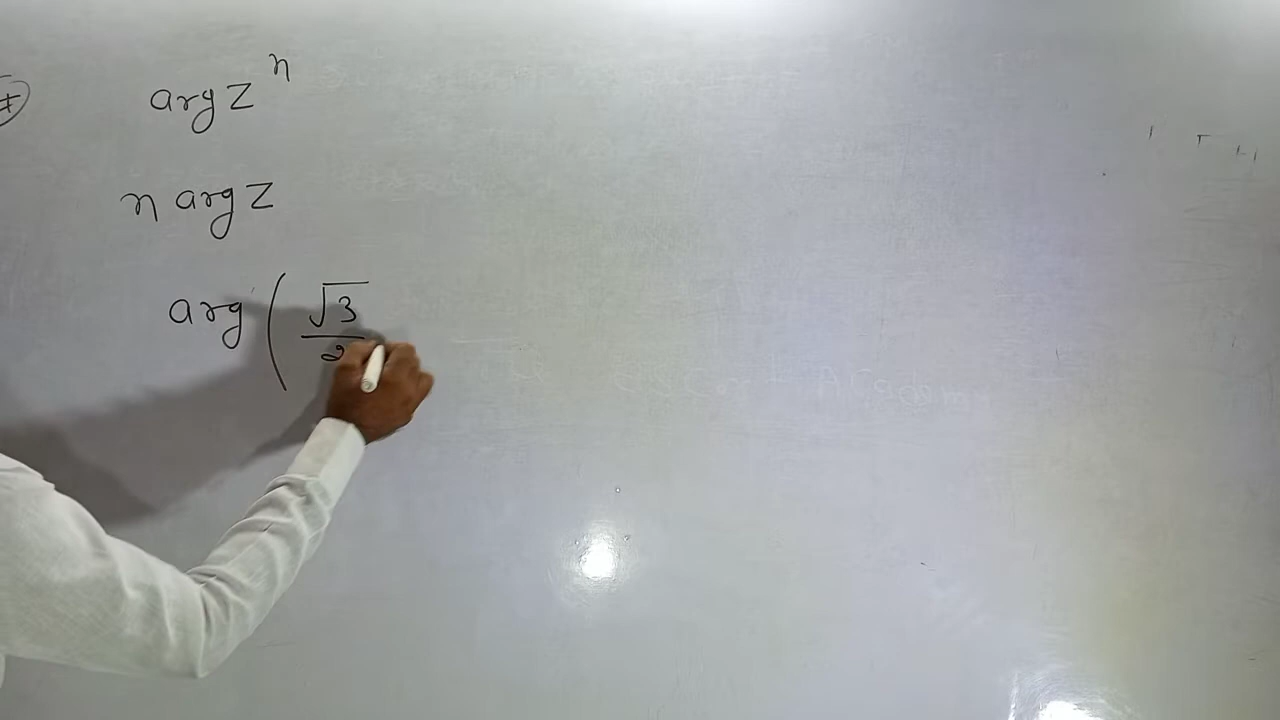 arg z^n
n arg z
arg ( √3/2